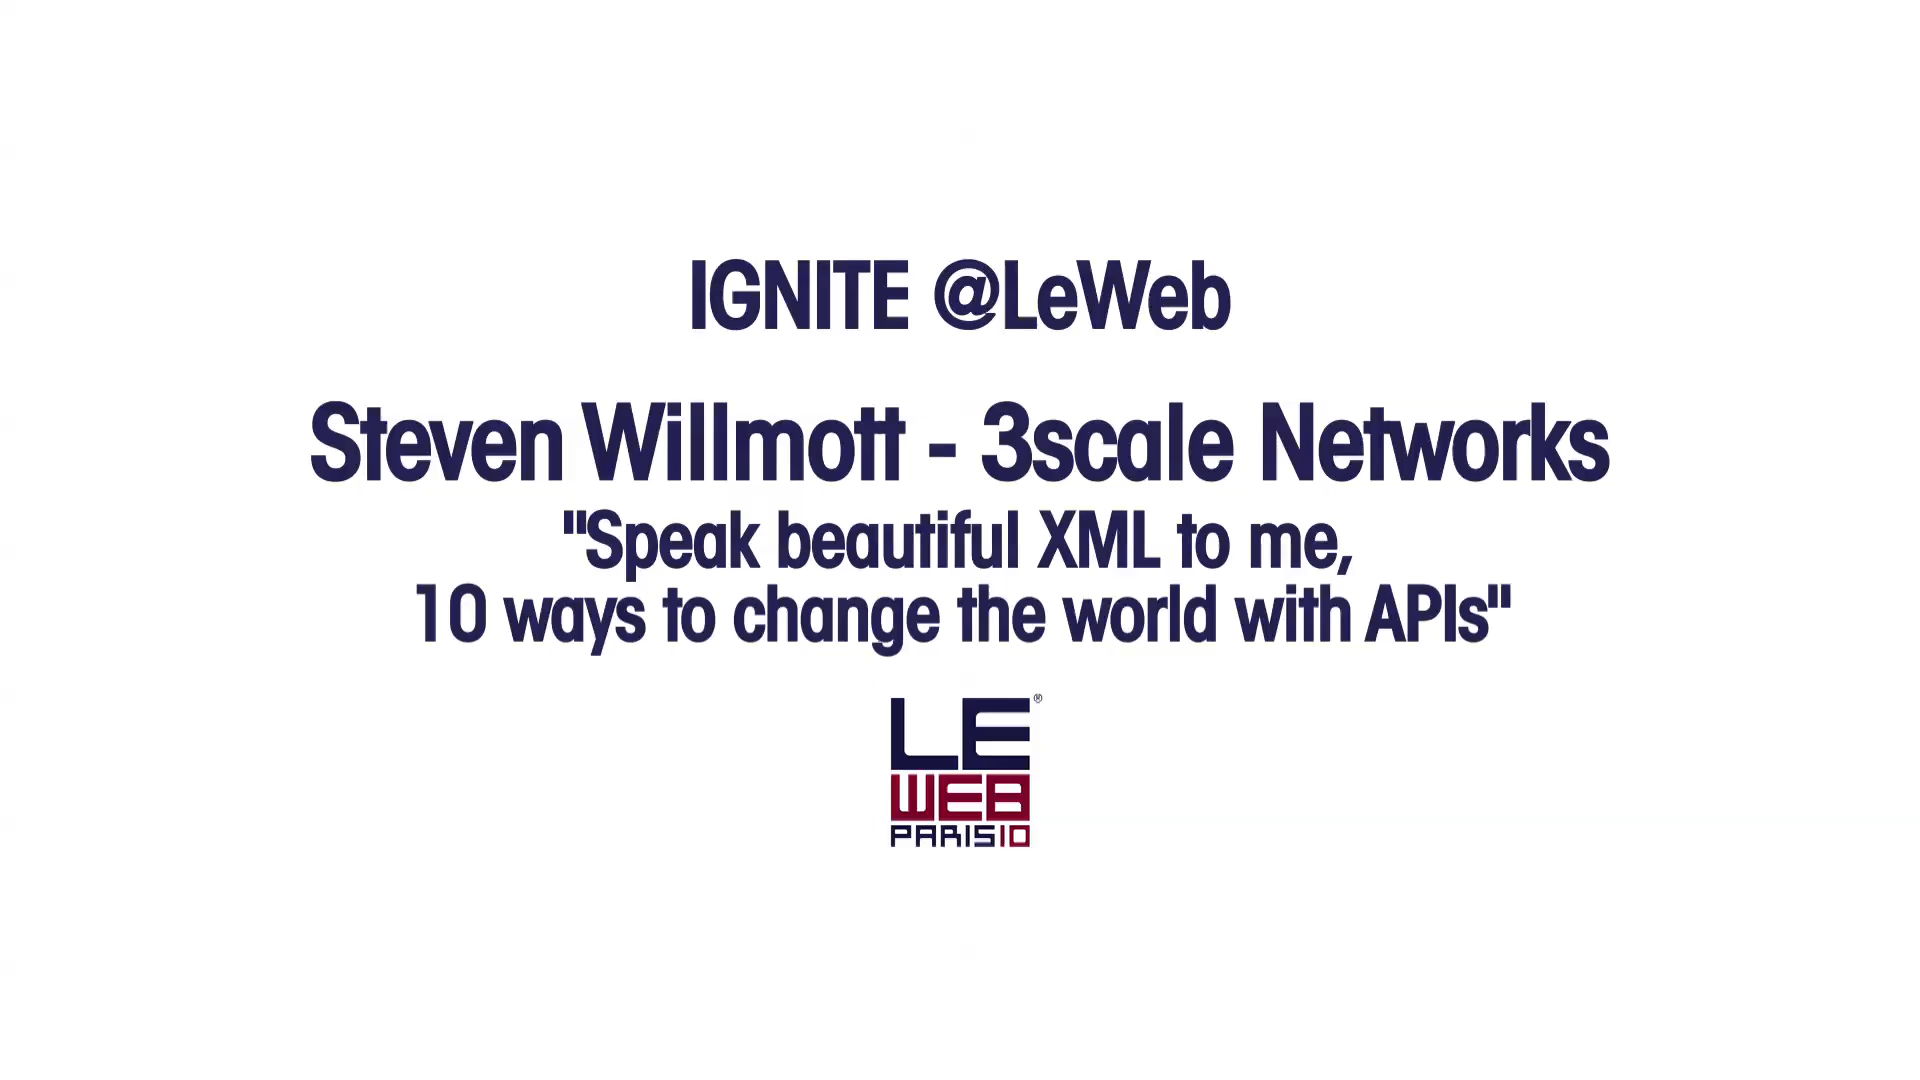 IGNITE @LeWeb
Steven Willmott - 3scale Networks
"Speak beautiful XML to me,
10 ways to change the world with APIs"
LE®
WEB
PARIS10